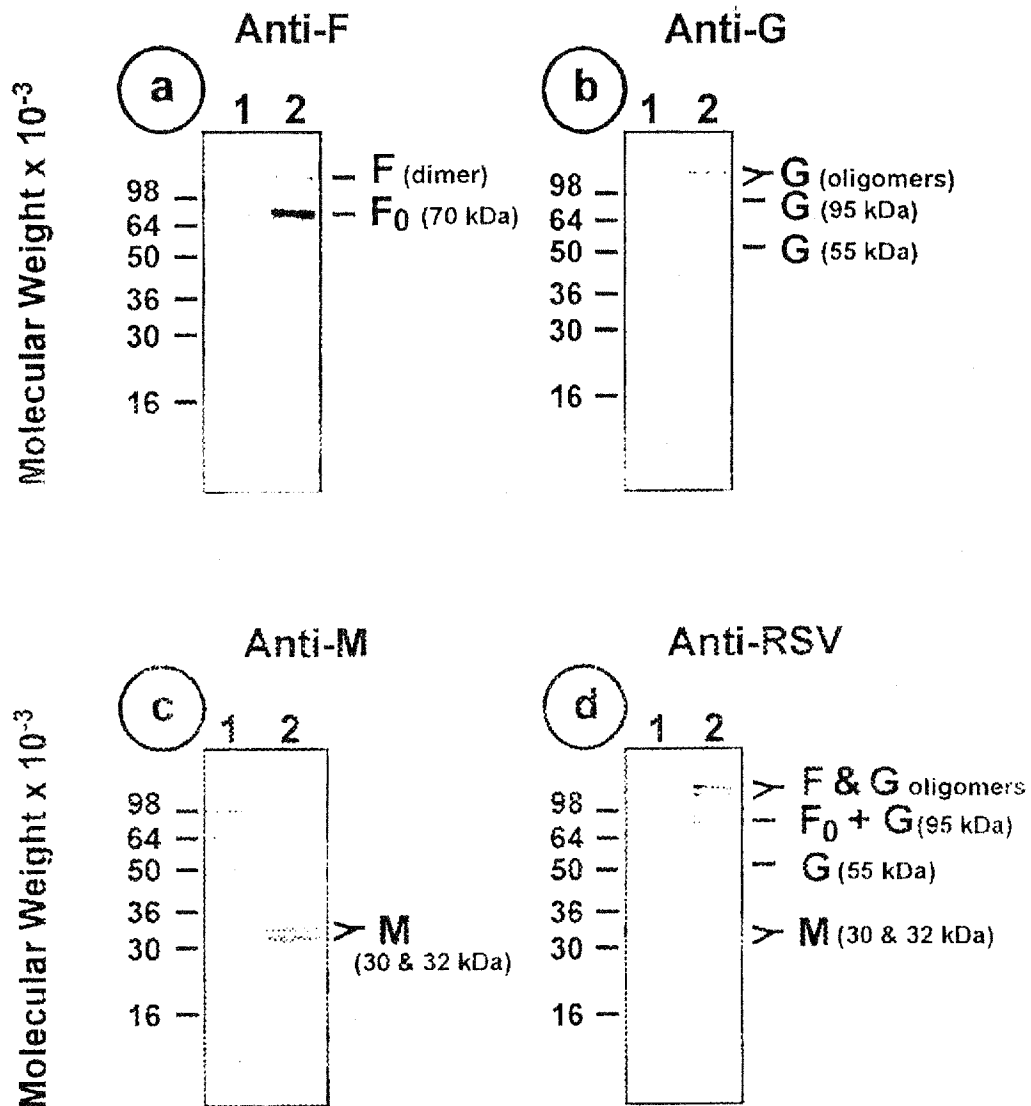 Anti-F
Molecular Weight x 10-3
a
1 2
98
64
50
36
30
16
F (dimer)
F0 (70 kDa)
Anti-G
b
1 2
98
64
50
36
30
16
G (oligomers)
G (95 kDa)
G (55 kDa)
Anti-M
Molecular Weight x 10-3
c
1 2
98
64
50
36
30
16
M
(30 & 32 kDa)
Anti-RSV
d
1 2
98
64
50
36
30
16
F & G oligomers
F0 + G (95 kDa)
G (55 kDa)
M (30 & 32 kDa)